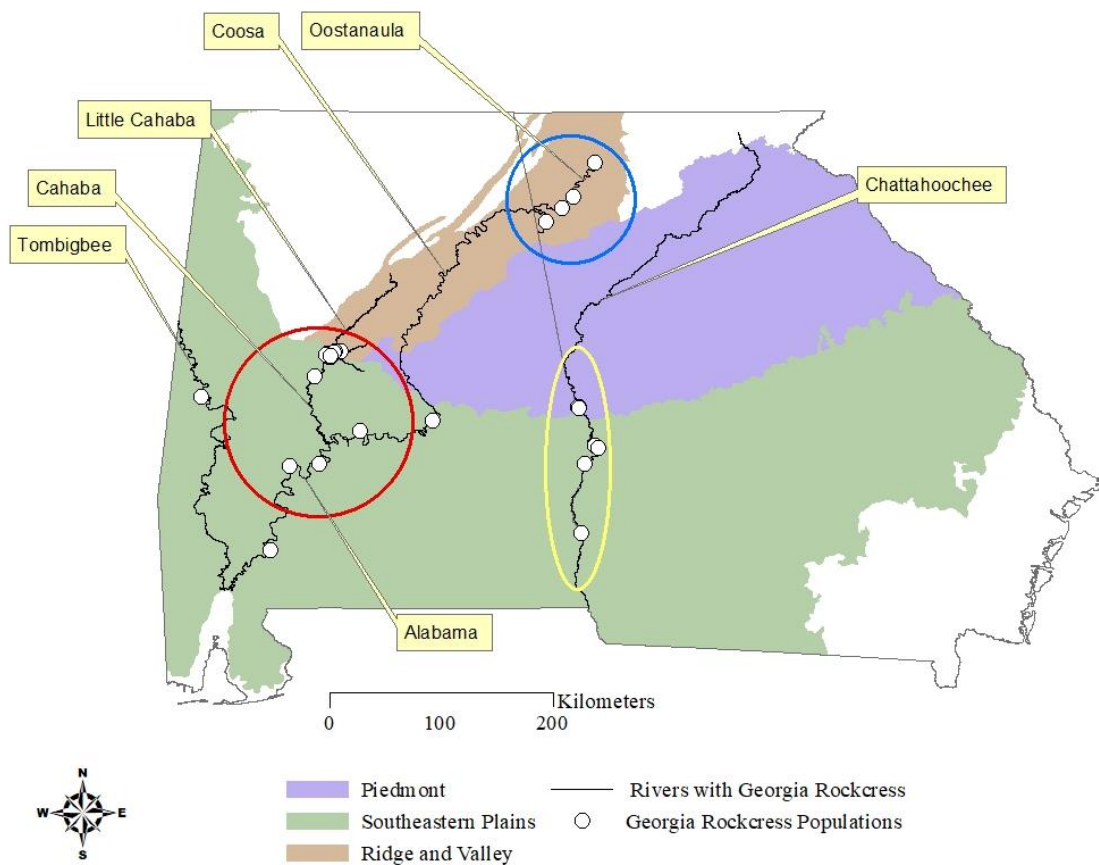 Coosa
Oostanaula
Little Cahaba
Cahaba
Tombigbee
Chattahoochee
Alabama
Kilometers
0 100 200
N
W E
S
Piedmont
Southeastern Plains
Ridge and Valley
Rivers with Georgia Rockcress
Georgia Rockcress Populations